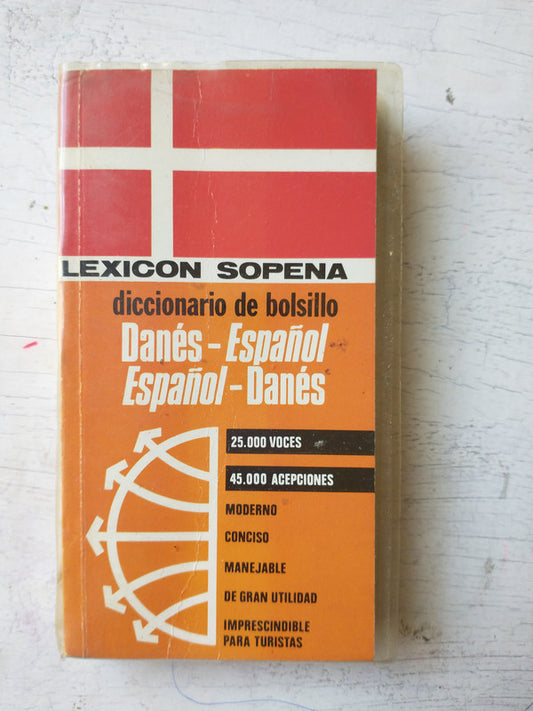 LEXICON SOPENA
diccionario de bolsillo
Danés - Español
Español - Danés
25.000 VOCES
45.000 ACEPCIONES
MODERNO
CONCISO
MANEJABLE
DE GRAN UTILIDAD
IMPRESCINDIBLE
PARA TURISTAS